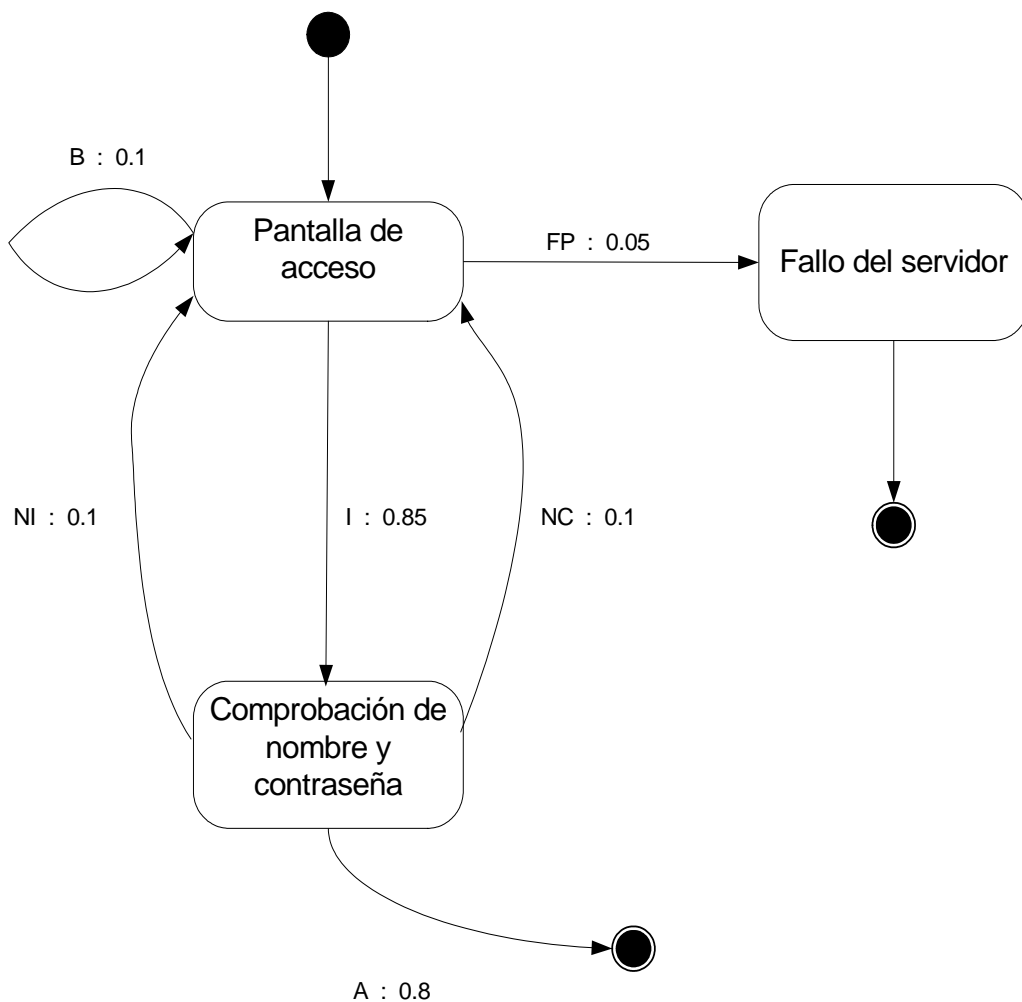 B : 0.1
Pantalla de
acceso
FP : 0.05
Fallo del servidor
NI : 0.1
I : 0.85
NC : 0.1
Comprobación de
nombre y
contraseña
A : 0.8